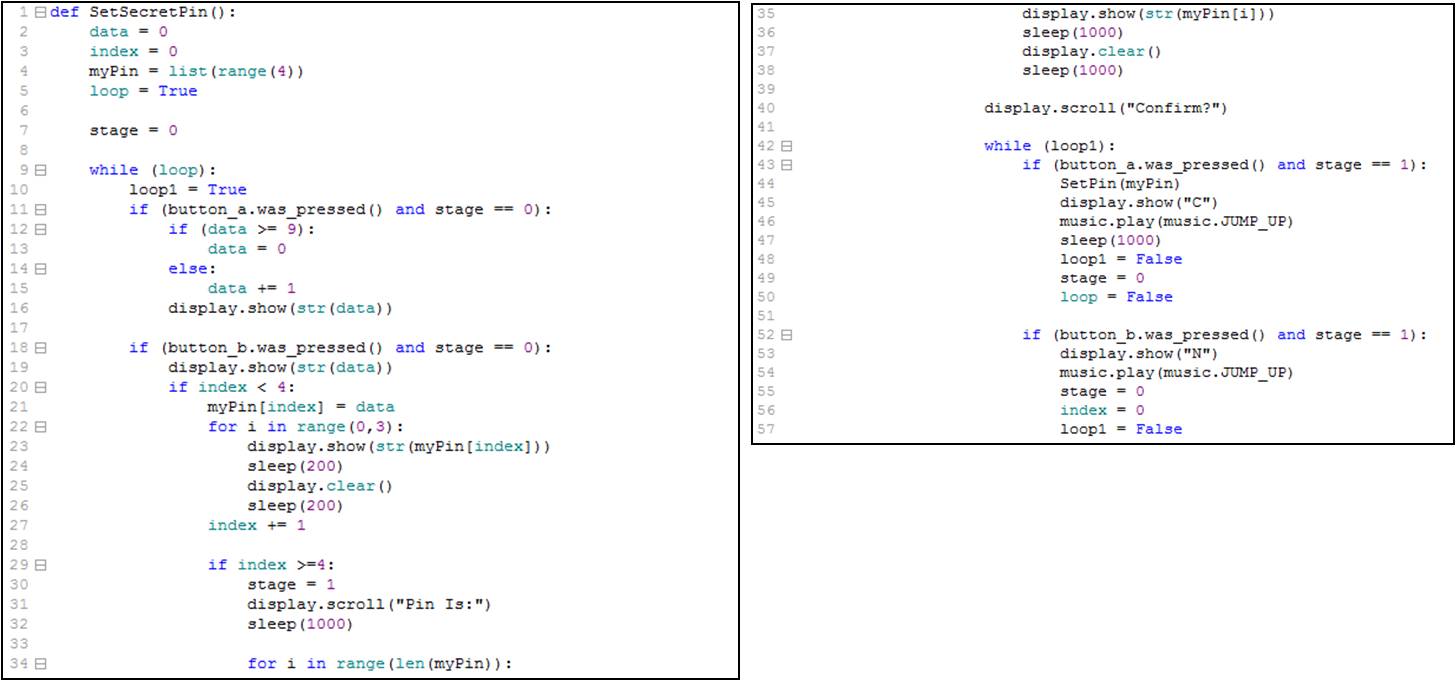 1 def SetSecretPin():
2     data = 0
3     index = 0
4     myPin = list(range(4))
5     loop = True
6
7     stage = 0
8
9     while (loop):
10         loop1 = True
11         if (button_a.was_pressed() and stage == 0):
12             if (data >= 9):
13                 data = 0
14             else:
15                 data += 1
16             display.show(str(data))
17
18         if (button_b.was_pressed() and stage == 0):
19             display.show(str(data))
20             if index < 4:
21                 myPin[index] = data
22                 for i in range(0,3):
23                     display.show(str(myPin[index]))
24                     sleep(200)
25                     display.clear()
26                     sleep(200)
27                 index += 1
28
29                 if index >=4:
30                     stage = 1
31                     display.scroll("Pin Is:")
32                     sleep(1000)
33
34                     for i in range(len(myPin)):
35                         display.show(str(myPin[i]))
36                         sleep(1000)
37                         display.clear()
38                         sleep(1000)
39
40                     display.scroll("Confirm?")
41
42                     while (loop1):
43                         if (button_a.was_pressed() and stage == 1):
44                             SetPin(myPin)
45                             display.show("C")
46                             music.play(music.JUMP_UP)
47                             sleep(1000)
48                             loop1 = False
49                             stage = 0
50                             loop = False
51
52                         if (button_b.was_pressed() and stage == 1):
53                             display.show("N")
54                             music.play(music.JUMP_UP)
55                             stage = 0
56                             index = 0
57                             loop1 = False